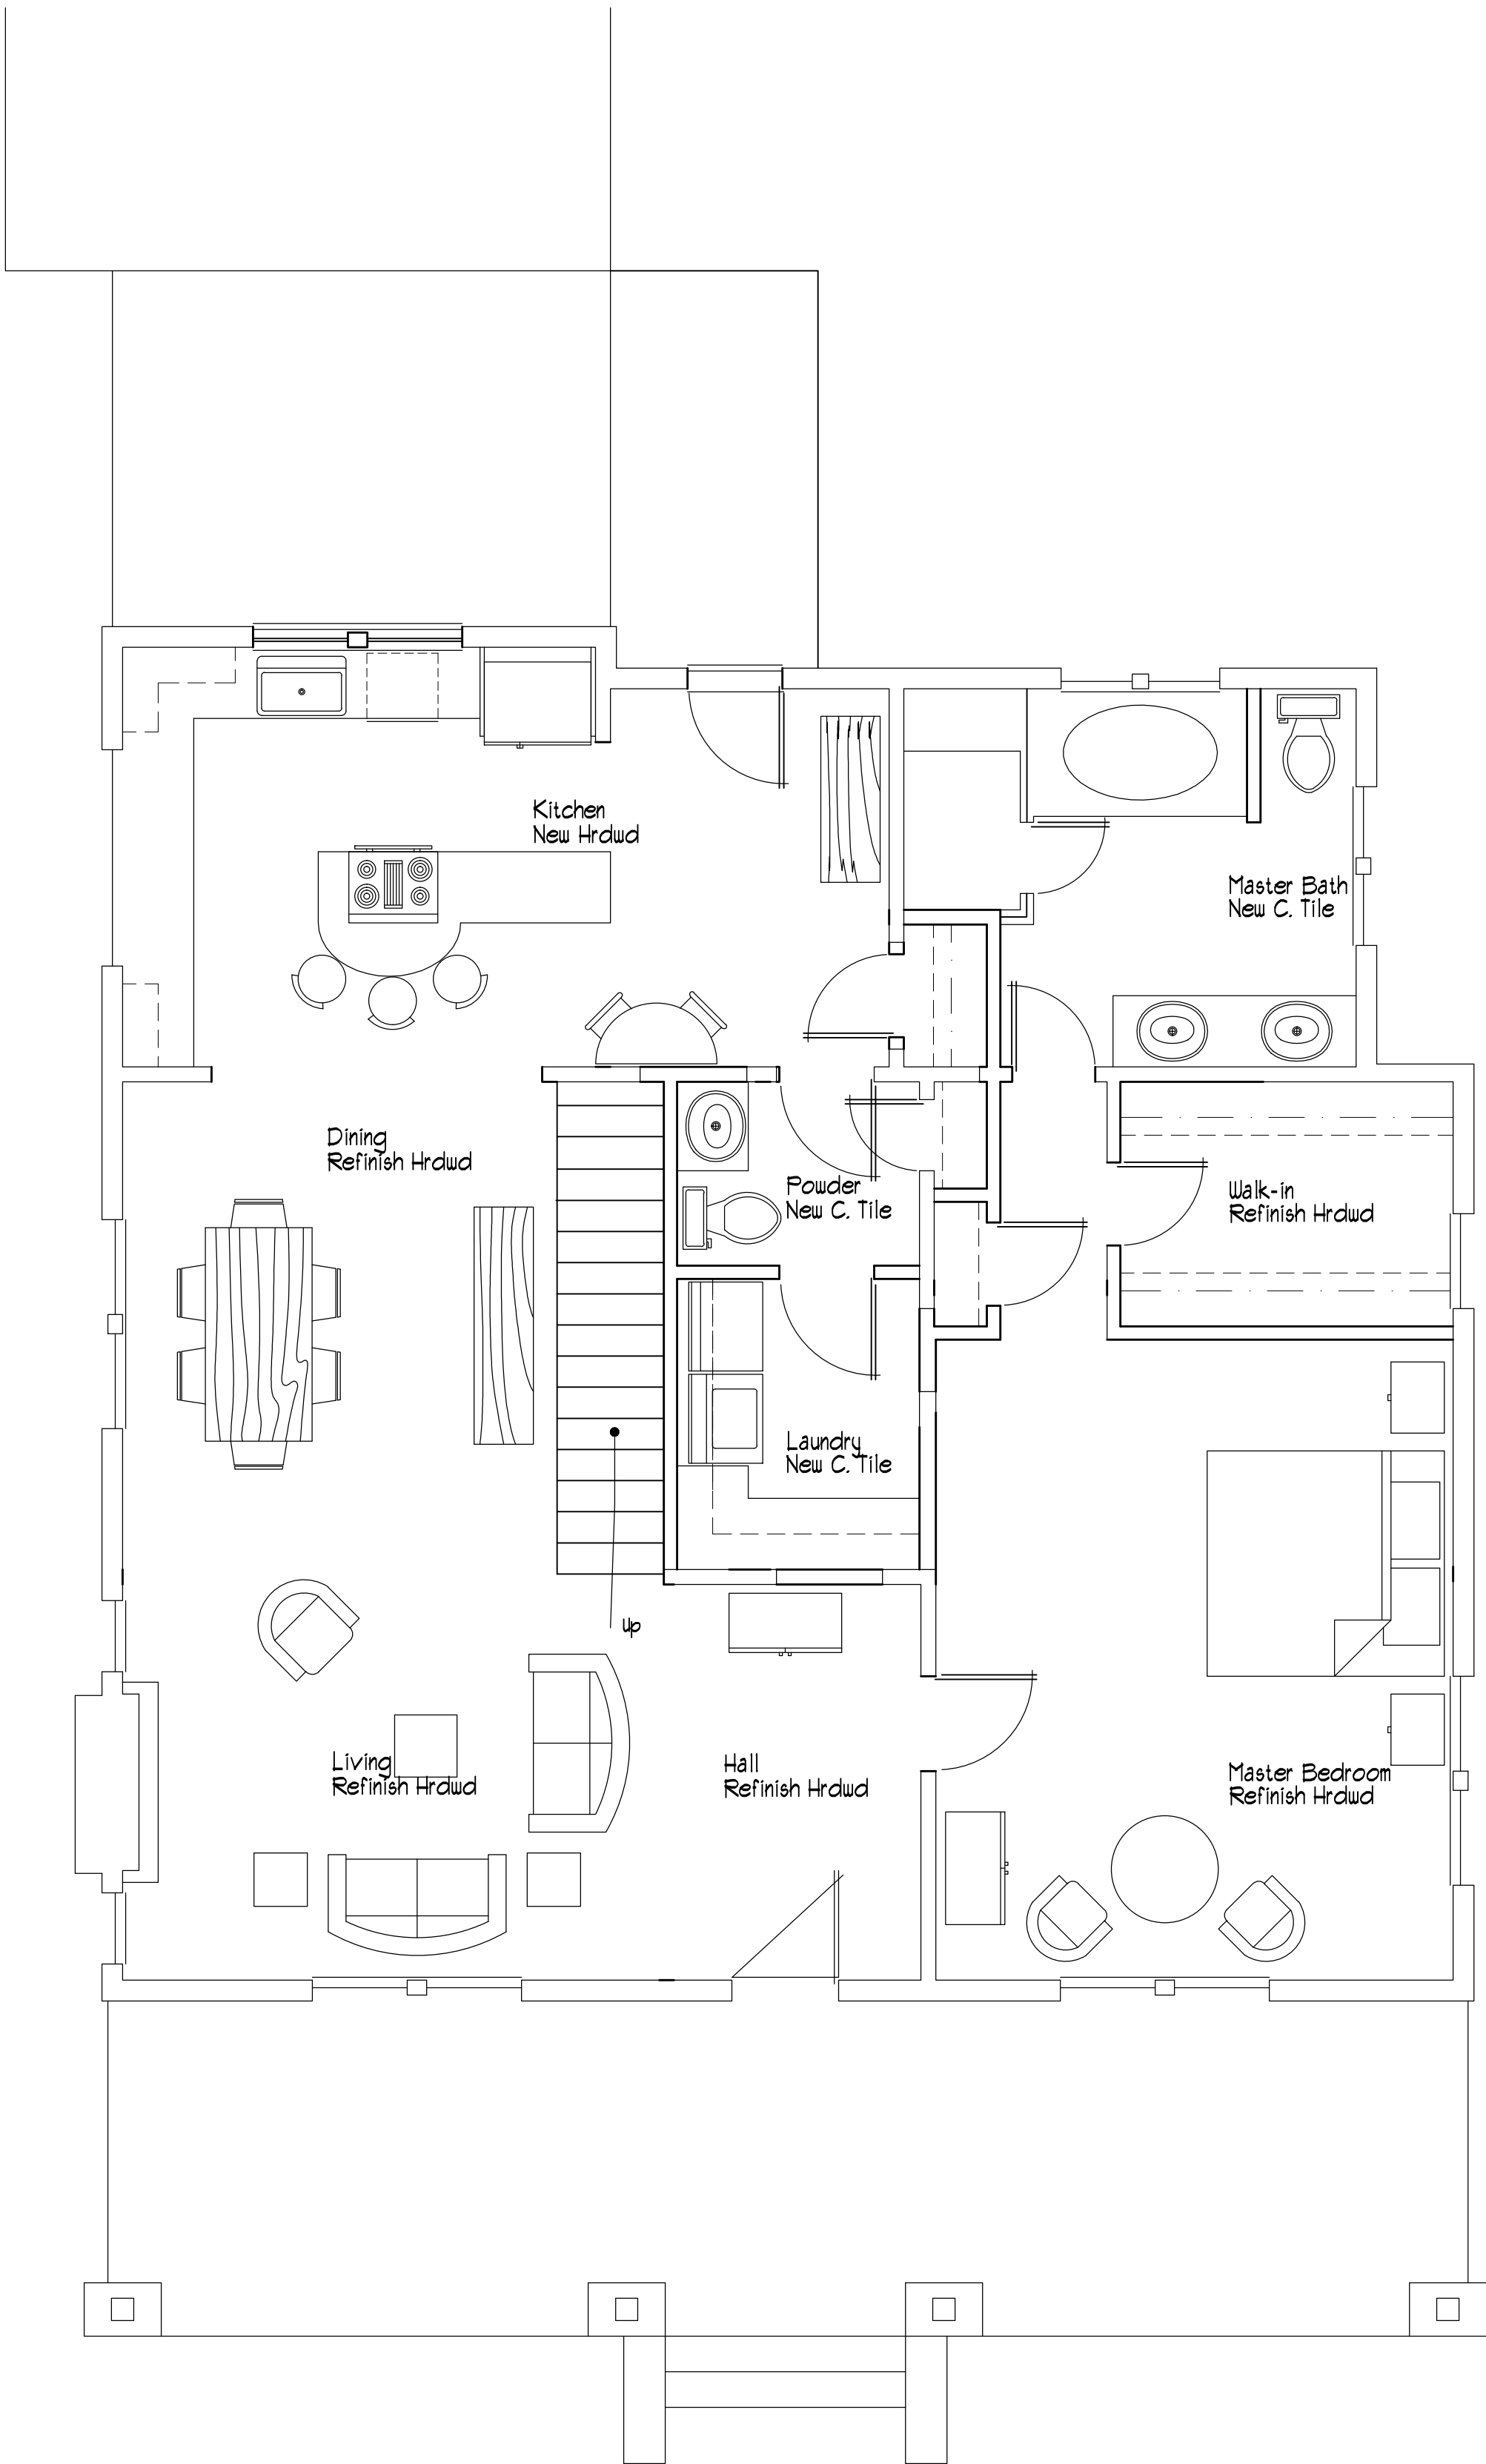 Kitchen
New Hrdwd
Master Bath
New C. Tile
Dining
Refinish Hrdwd
Powder
New C. Tile
Walk-in
Refinish Hrdwd
Laundry
New C. Tile
Up
Living
Refinish Hrdwd
Hall
Refinish Hrdwd
Master Bedroom
Refinish Hrdwd